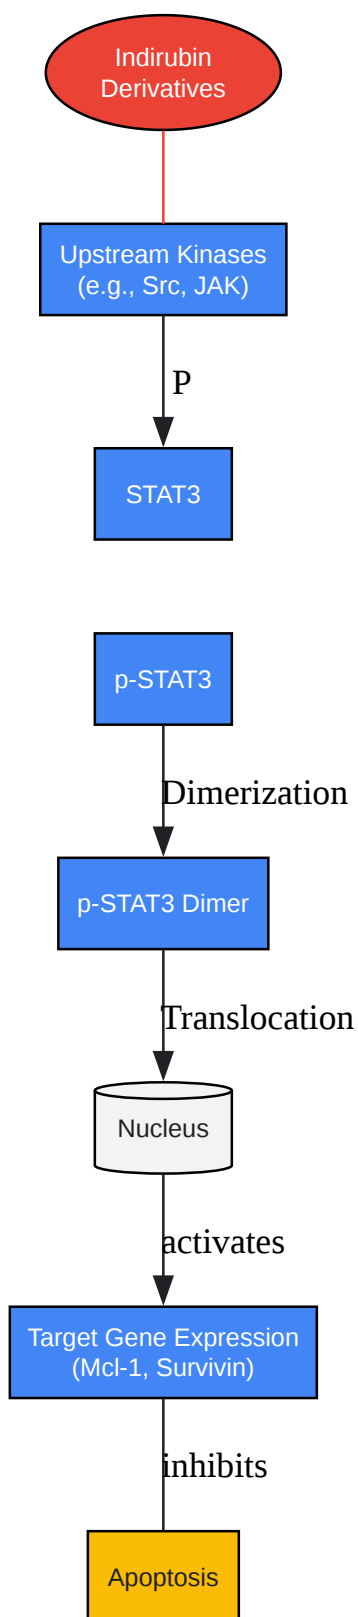 Indirubin
Derivatives
Upstream Kinases
(e.g., Src, JAK)
P
STAT3
p-STAT3
Dimerization
p-STAT3 Dimer
Translocation
Nucleus
activates
Target Gene Expression
(Mcl-1, Survivin)
inhibits
Apoptosis